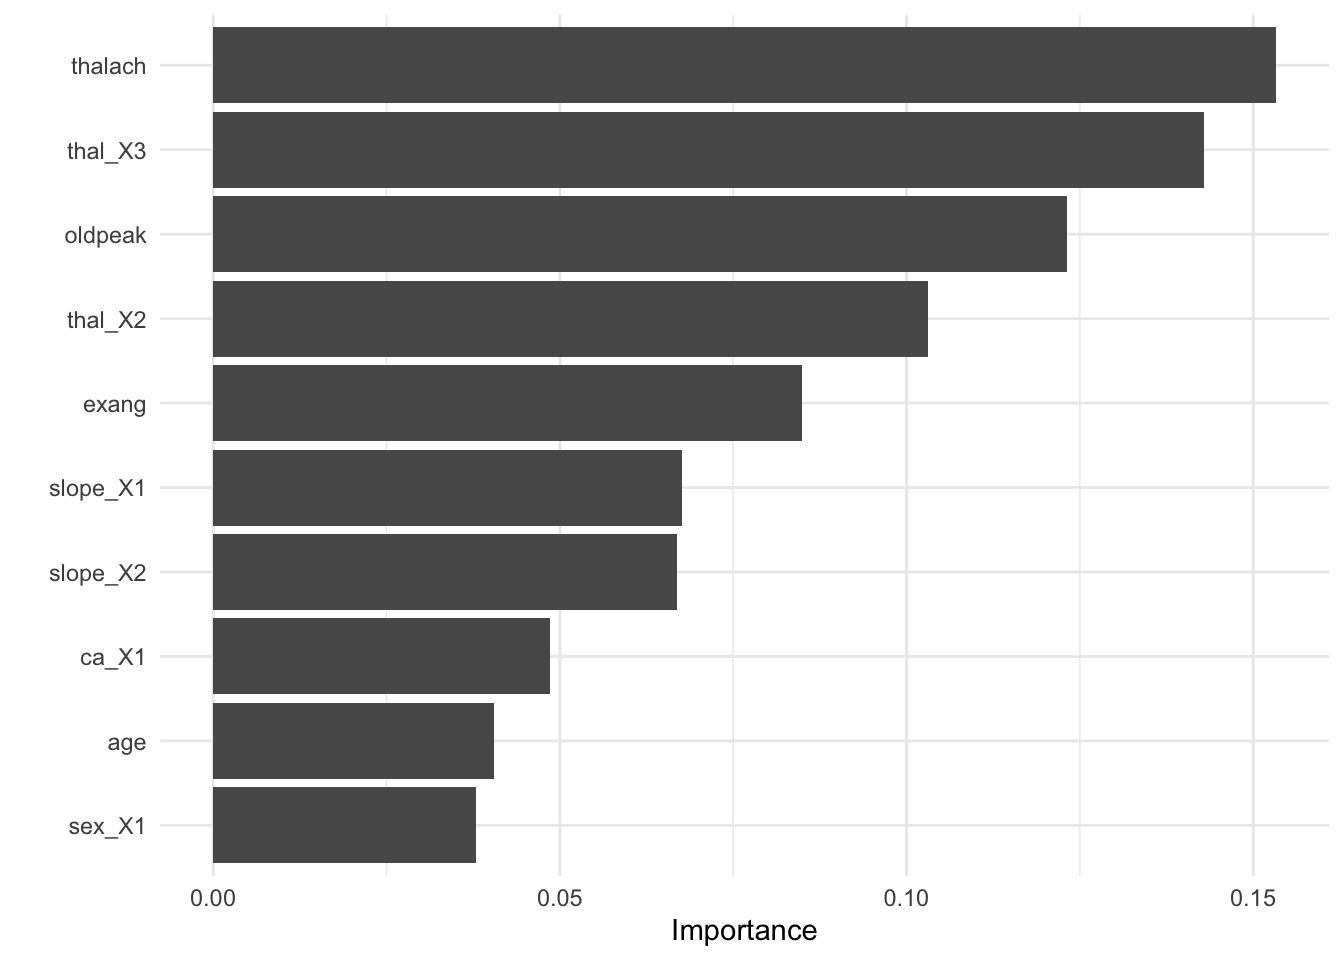 thalach
thal_X3
oldpeak
thal_X2
exang
slope_X1
slope_X2
ca_X1
age
sex_X1
0.00 0.05 0.10 0.15
Importance